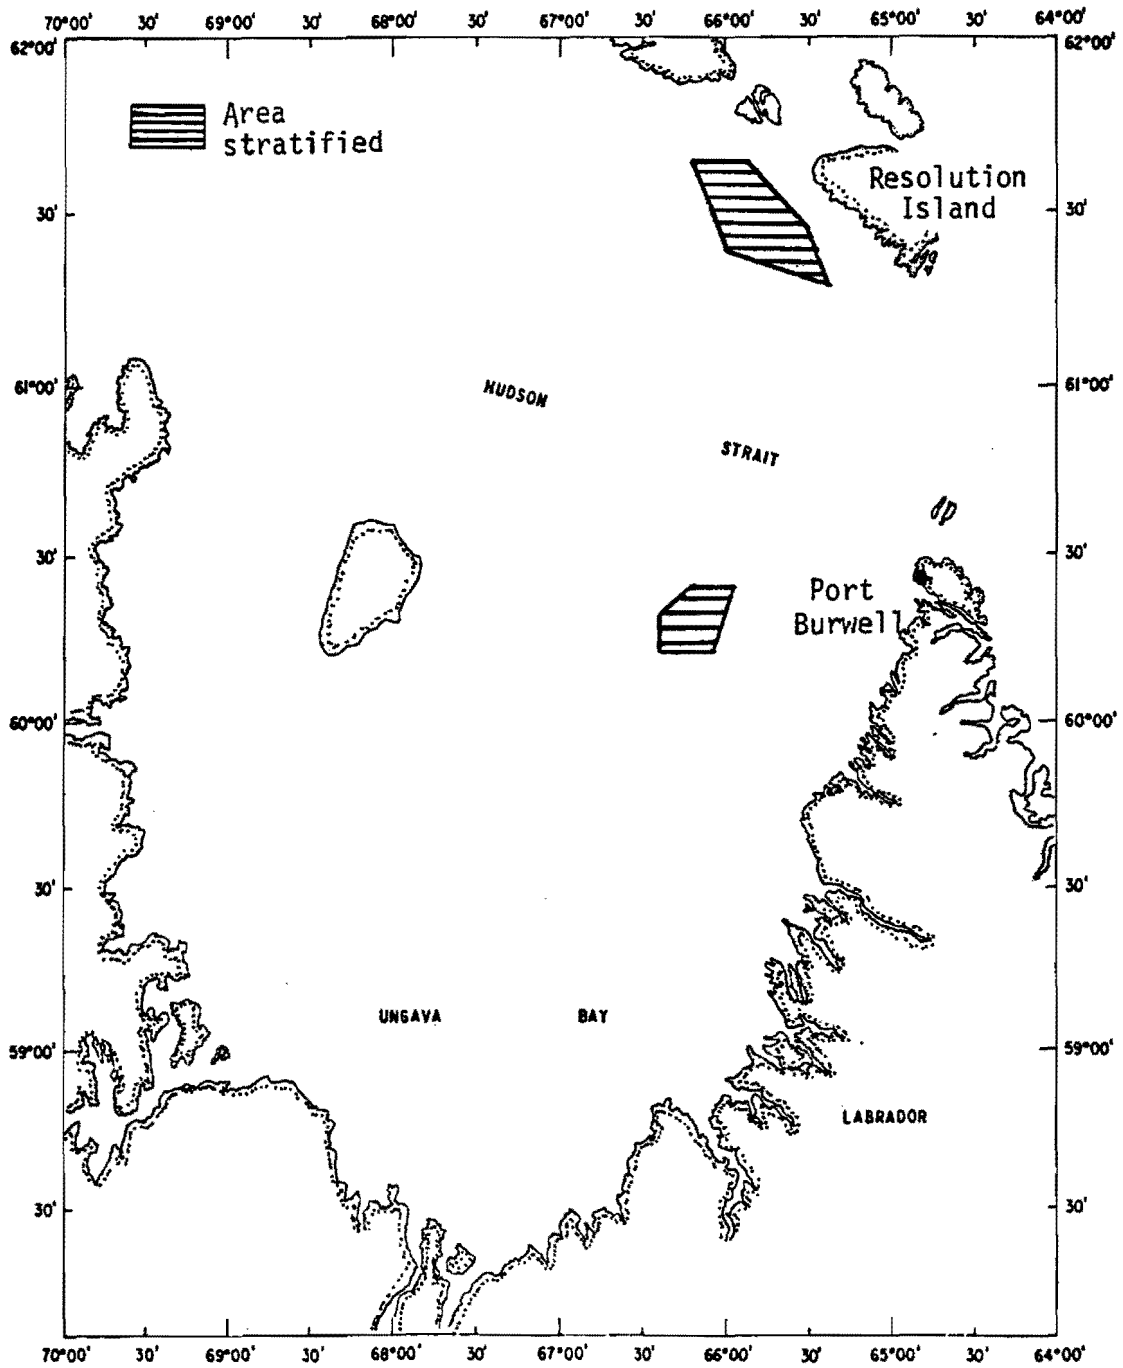 70°00' 30' 69°00' 30' 68°00' 30' 67°00' 30' 66°00' 30' 65°00' 30' 64°00'
62°00' 62°00'
Area
stratified
Resolution
Island
30' 30'
61°00' 61°00'
HUDSON
STRAIT
30' 30'
Port
Burwell
60°00' 60°00'
30' 30'
UNGAVA BAY
59°00' 59°00'
LABRADOR
30' 30'
70°00' 30' 69°00' 30' 68°00' 30' 67°00' 30' 66°00' 30' 65°00' 30' 64°00'